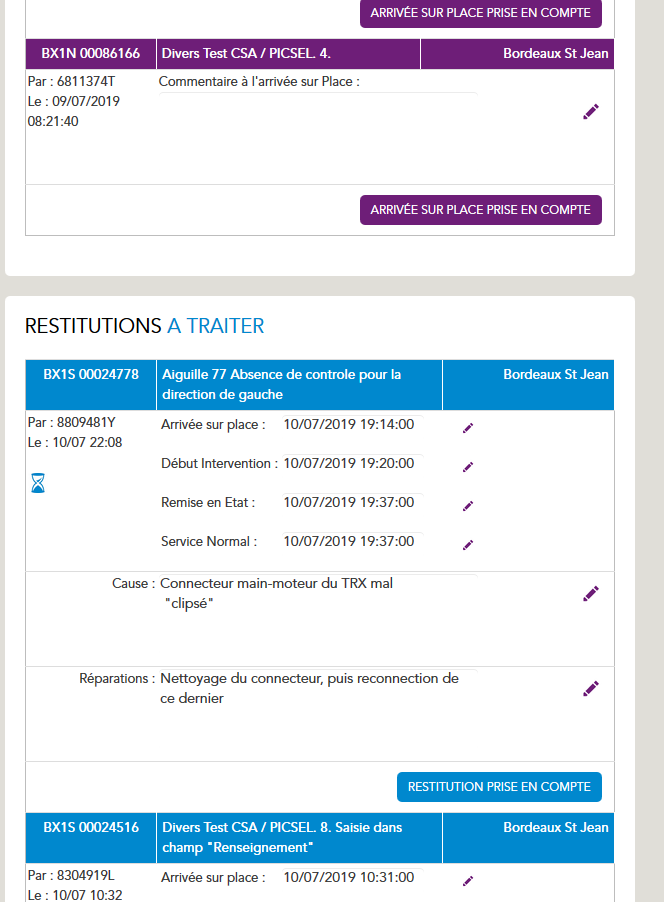 ARRIVÉE SUR PLACE PRISE EN COMPTE
BX1N 00086166 Divers Test CSA / PICSEL. 4. Bordeaux St Jean
Par : 6811374T Commentaire à l'arrivée sur Place :
Le : 09/07/2019
08:21:40
ARRIVÉE SUR PLACE PRISE EN COMPTE
RESTITUTIONS A TRAITER
BX1S 00024778 Aiguille 77 Absence de controle pour la Bordeaux St Jean
direction de gauche
Par : 8809481Y Arrivée sur place : 10/07/2019 19:14:00
Le : 10/07 22:08
Début Intervention : 10/07/2019 19:20:00
Remise en Etat : 10/07/2019 19:37:00
Service Normal : 10/07/2019 19:37:00
Cause : Connecteur main-moteur du TRX mal
"clipsé"
Réparations : Nettoyage du connecteur, puis reconnection de
ce dernier
RESTITUTION PRISE EN COMPTE
BX1S 00024516 Divers Test CSA / PICSEL. 8. Saisie dans Bordeaux St Jean
champ "Renseignement"
Par : 8304919L Arrivée sur place : 10/07/2019 10:31:00
Le : 10/07 10:32